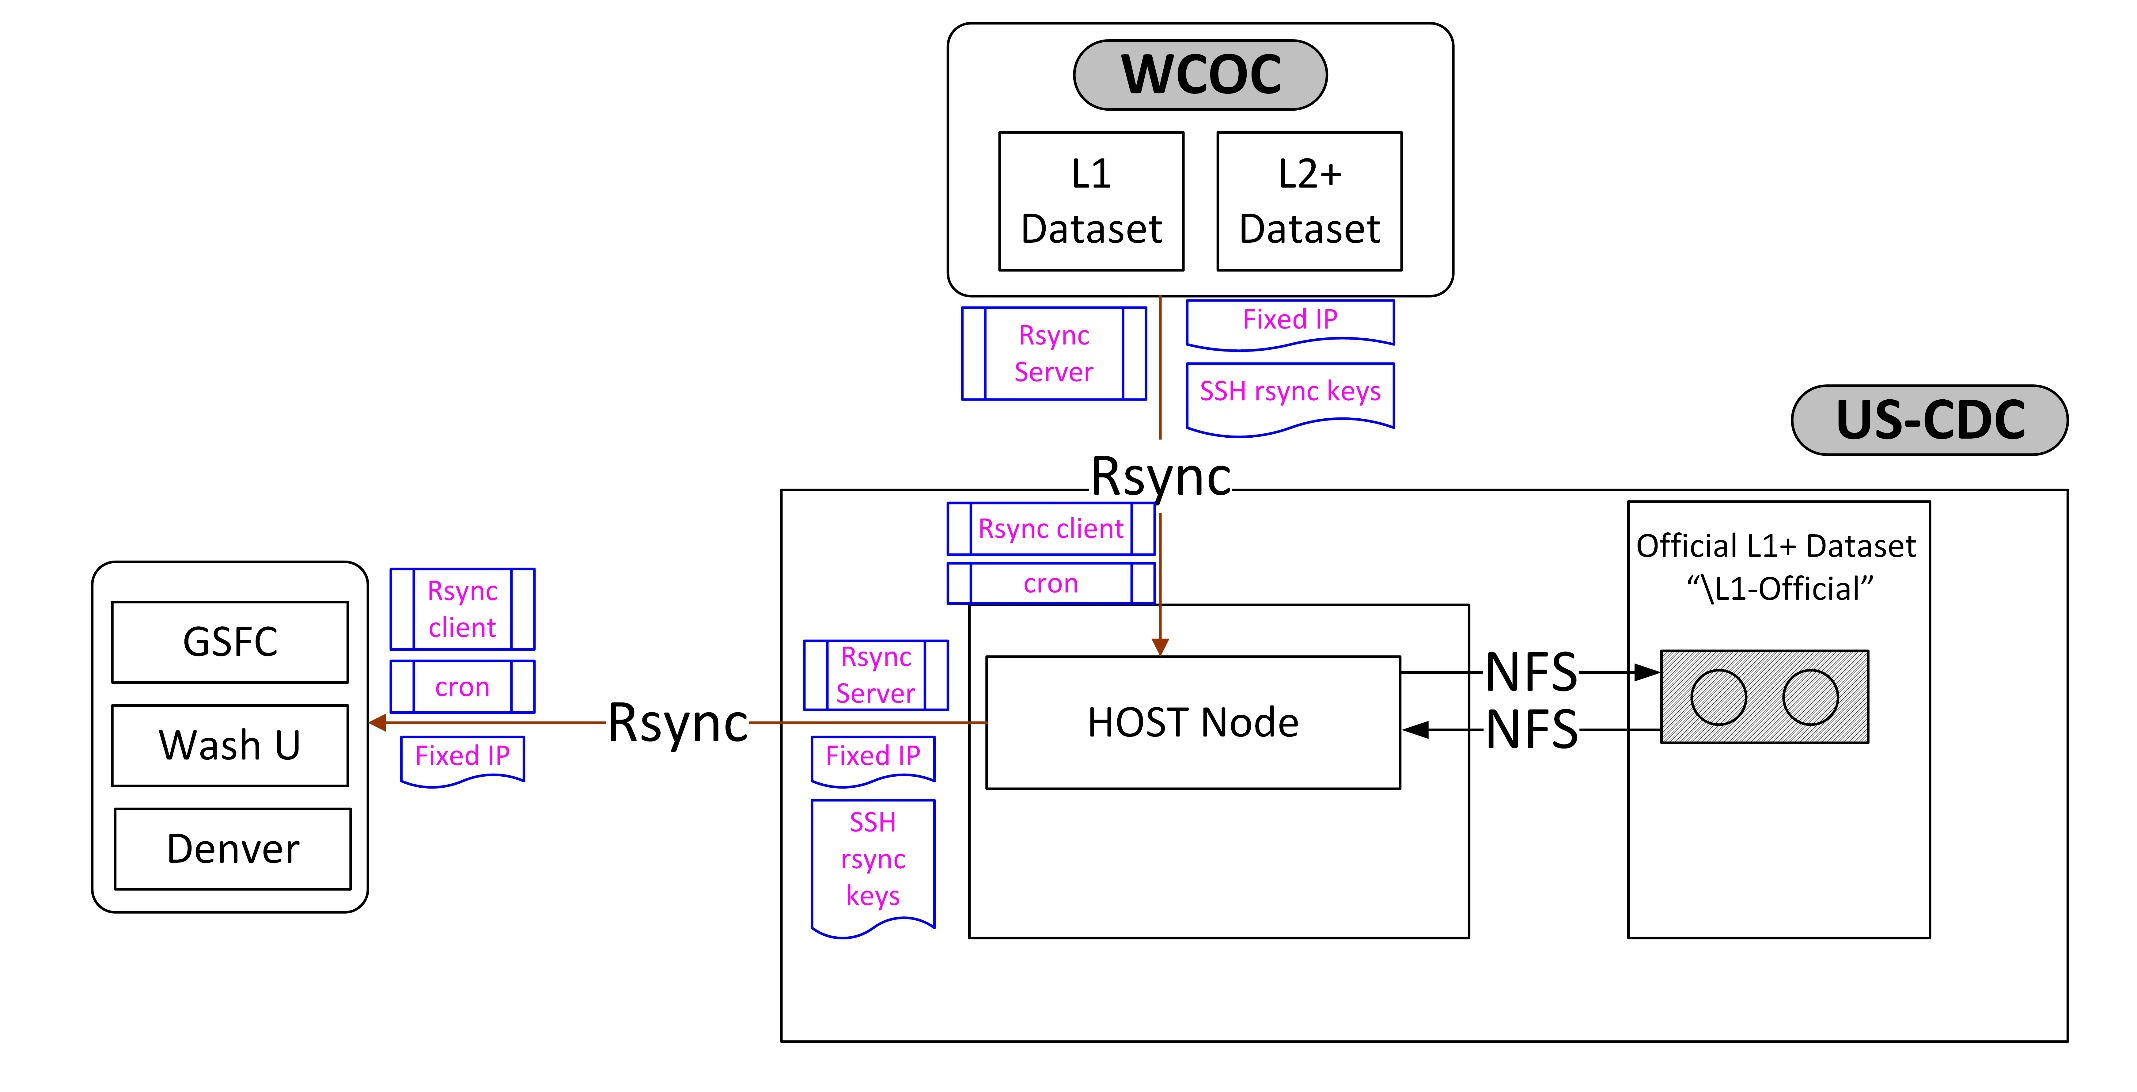 WCOC
L1
Dataset
L2+
Dataset
Rsync
Server
Fixed IP
SSH rsync keys
US-CDC
Rsync
Rsync client
cron
Official L1+ Dataset
“\L1-Official”
GSFC
Wash U
Denver
Rsync
client
cron
Fixed IP
Rsync
Rsync
Server
Fixed IP
SSH
rsync
keys
HOST Node
NFS
NFS